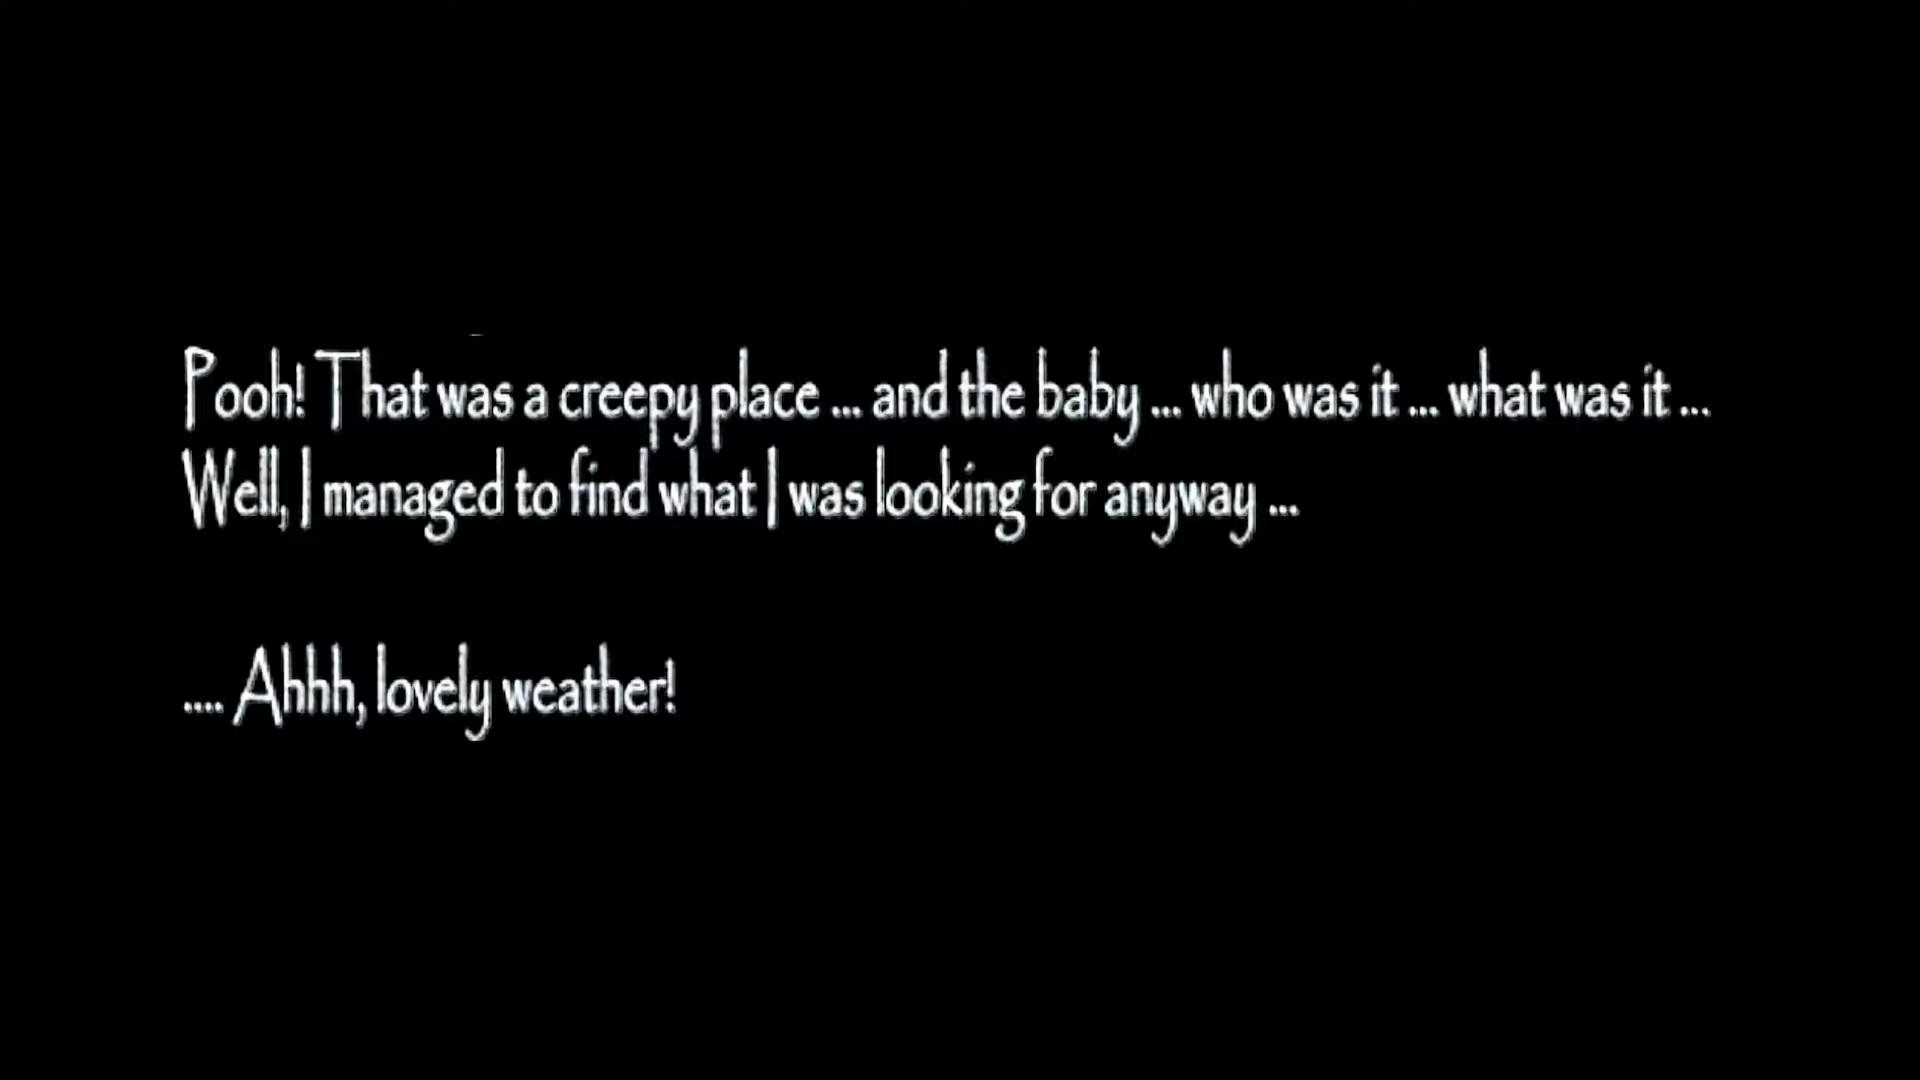 Pooh! That was a creepy place ... and the baby ... who was it ... what was it ...
Well, I managed to find what I was looking for anyway ...
.... Ahhh, lovely weather!